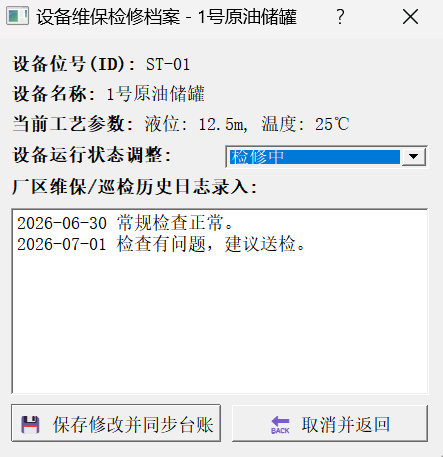 设备维保检修档案 - 1号原油储罐
设备位号(ID): ST-01
设备名称: 1号原油储罐
当前工艺参数: 液位: 12.5m, 温度: 25℃
设备运行状态调整: 检修中
厂区维保/巡检历史日志录入:
2026-06-30 常规检查正常。
2026-07-01 检查有问题，建议送检。
保存修改并同步台账 BACK 取消并返回